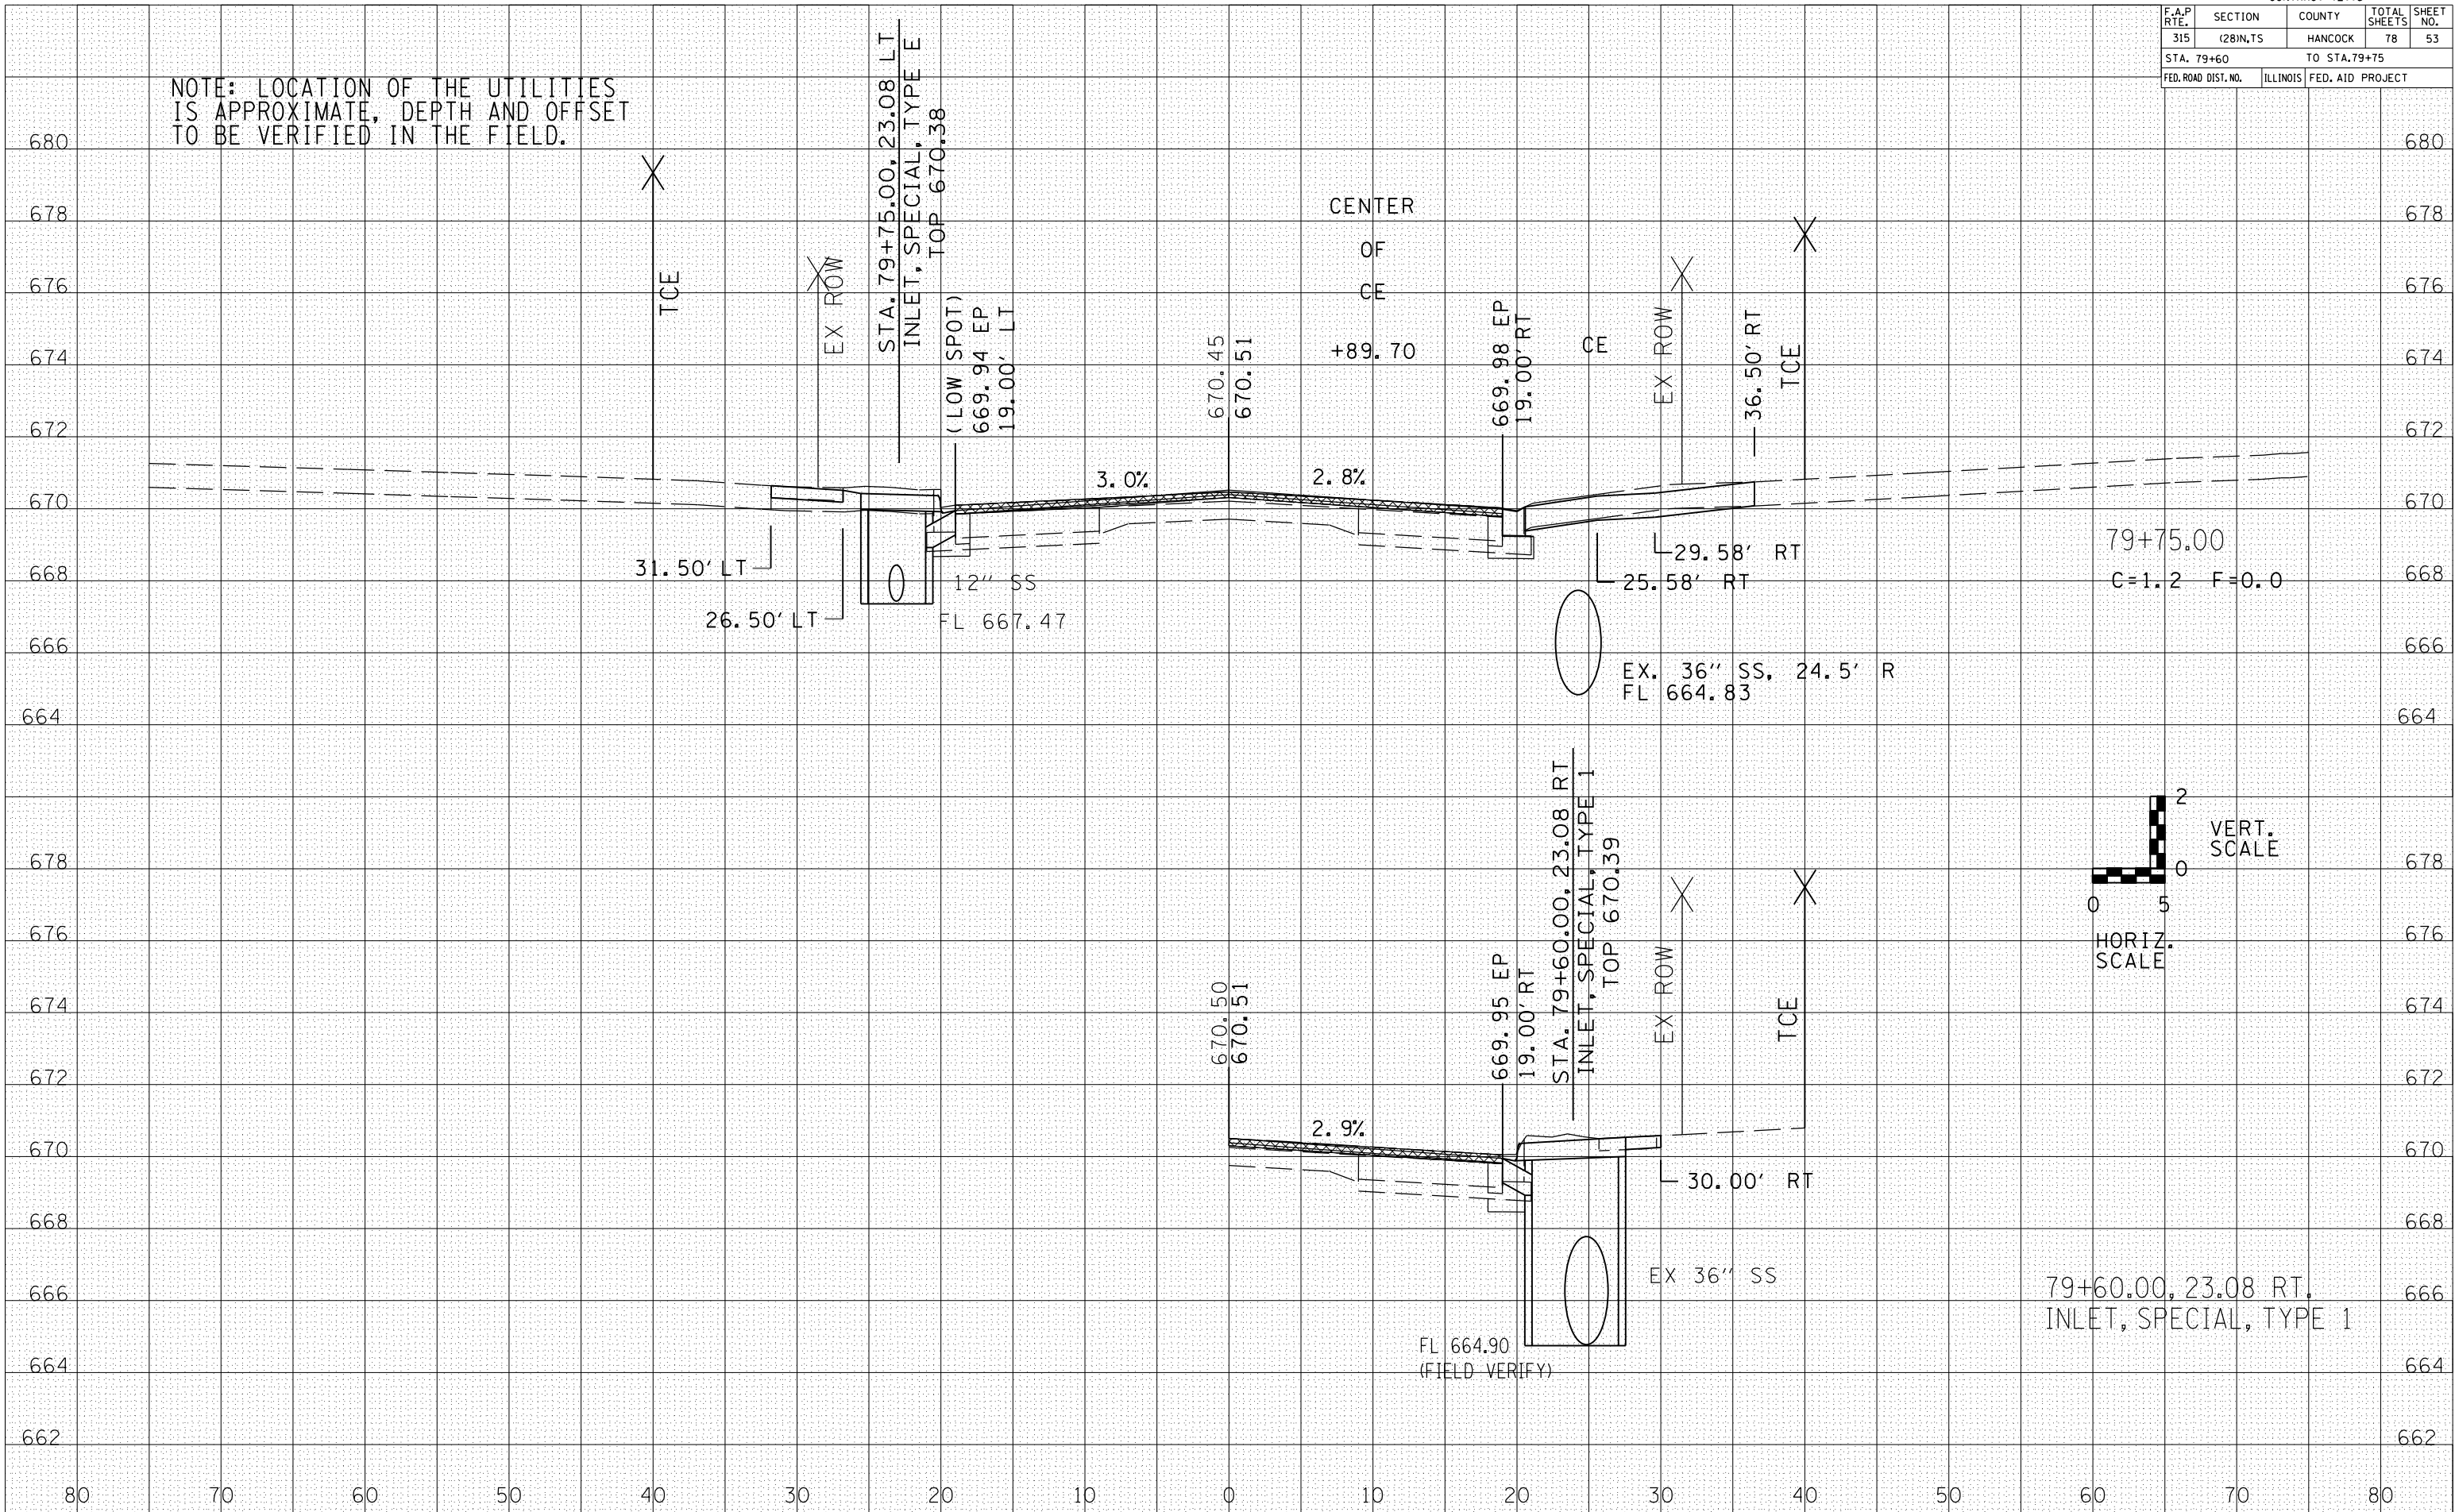 F.A.P RTE. SECTION COUNTY TOTAL SHEETS SHEET NO.
315 (28)N,TS HANCOCK 78 53
STA. 79+60 TO STA.79+75
FED. ROAD DIST. NO. ILLINOIS FED. AID PROJECT
NOTE: LOCATION OF THE UTILITIES
IS APPROXIMATE, DEPTH AND OFFSET
TO BE VERIFIED IN THE FIELD.
680
678
676
674
672
670
668
666
664
TCE
EX ROW
STA. 79+75.00, 23.08 LT
INLET, SPECIAL, TYPE E
TOP 670.38
(LOW SPOT)
669.94 EP
19.00' LT
CENTER
OF
CE
+89.70
670.45
670.51
669.98 EP
19.00' RT
CE
EX ROW
36.50' RT
TCE
3.0%
2.8%
31.50' LT
26.50' LT
12" SS
FL 667.47
29.58' RT
25.58' RT
EX. 36" SS, 24.5' R
FL 664.83
79+75.00
C=1.2 F=0.0
680
678
676
674
672
670
668
666
664
678
676
674
672
670
668
666
664
662
670.50
670.51
669.95 EP
19.00' RT
STA. 79+60.00, 23.08 RT
INLET, SPECIAL, TYPE 1
TOP 670.39
EX ROW
TCE
2.9%
30.00' RT
EX 36" SS
FL 664.90
(FIELD VERIFY)
2
VERT.
SCALE
0
0 5
HORIZ.
SCALE
79+60.00, 23.08 RT.
INLET, SPECIAL, TYPE 1
678
676
674
672
670
668
666
664
662
80 70 60 50 40 30 20 10 0 10 20 30 40 50 60 70 80